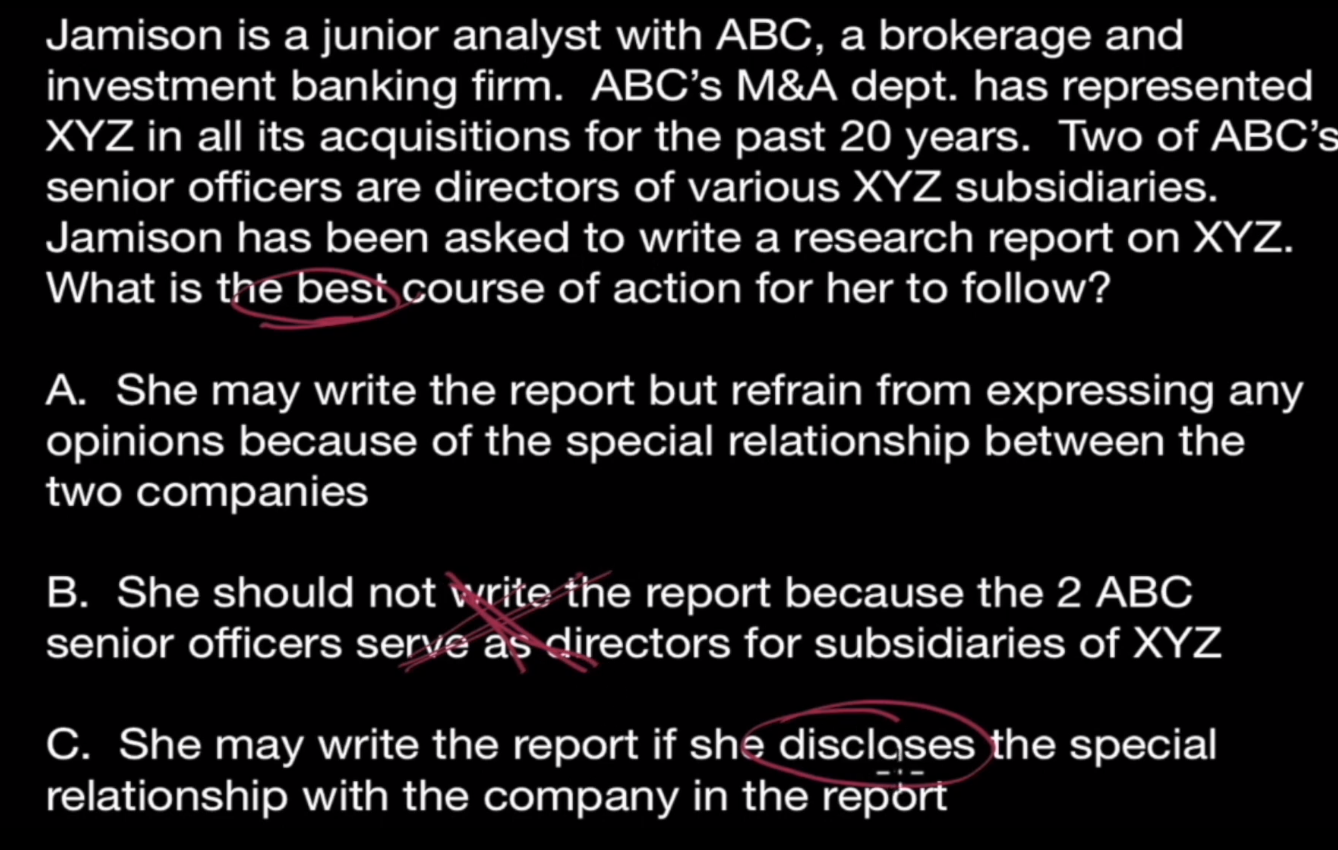 Jamison is a junior analyst with ABC, a brokerage and
investment banking firm.  ABC’s M&A dept. has represented
XYZ in all its acquisitions for the past 20 years.  Two of ABC’s
senior officers are directors of various XYZ subsidiaries.
Jamison has been asked to write a research report on XYZ.
What is the best course of action for her to follow?
A.  She may write the report but refrain from expressing any
opinions because of the special relationship between the
two companies
B.  She should not write the report because the 2 ABC
senior officers serve as directors for subsidiaries of XYZ
C.  She may write the report if she discloses the special
relationship with the company in the report